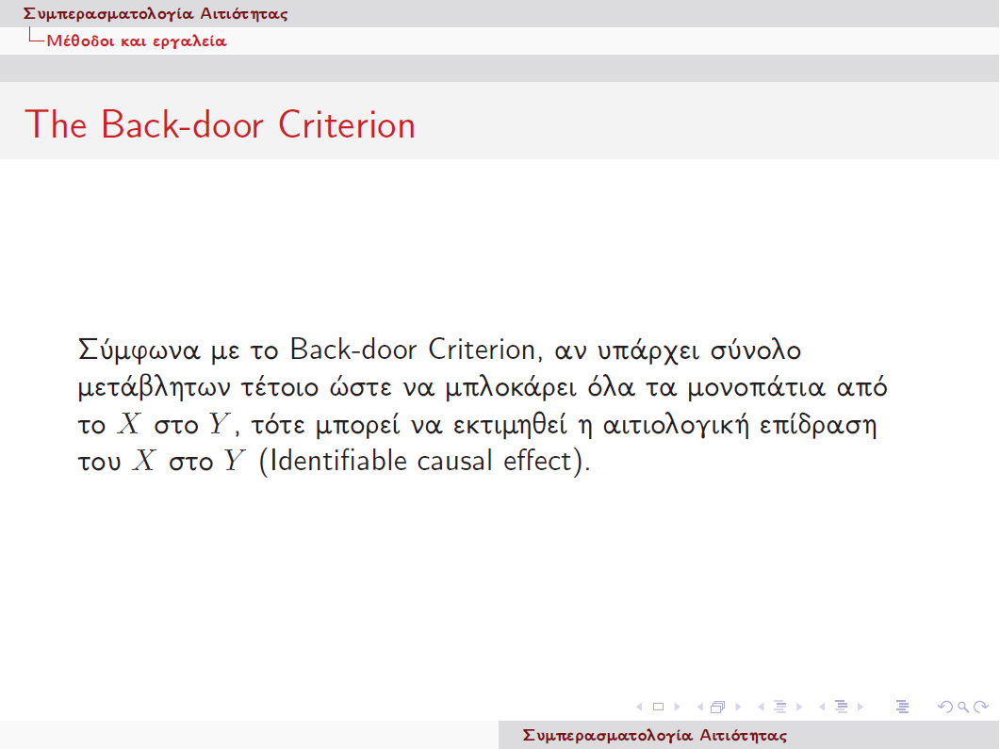 Συμπερασματολογία Αιτιότητας
Μέθοδοι και εργαλεία
The Back-door Criterion
Σύμφωνα με το Back-door Criterion, αν υπάρχει σύνολο
μετάβλητων τέτοιο ώστε να μπλοκάρει όλα τα μονοπάτια από
το X στο Y, τότε μπορεί να εκτιμηθεί η αιτιολογική επίδραση
του X στο Y (Identifiable causal effect).
Συμπερασματολογία Αιτιότητας